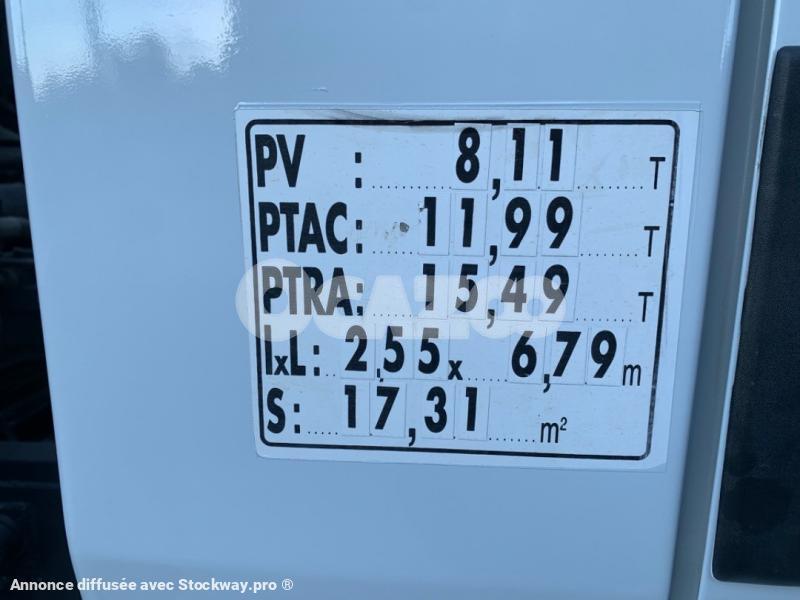 PV : 8,11 T
PTAC: 11,99 T
PTRA: 15,49 T
lxL: 2,55 x 6,79 m
S: 17,31 m²
Annonce diffusée avec Stockway.pro ®